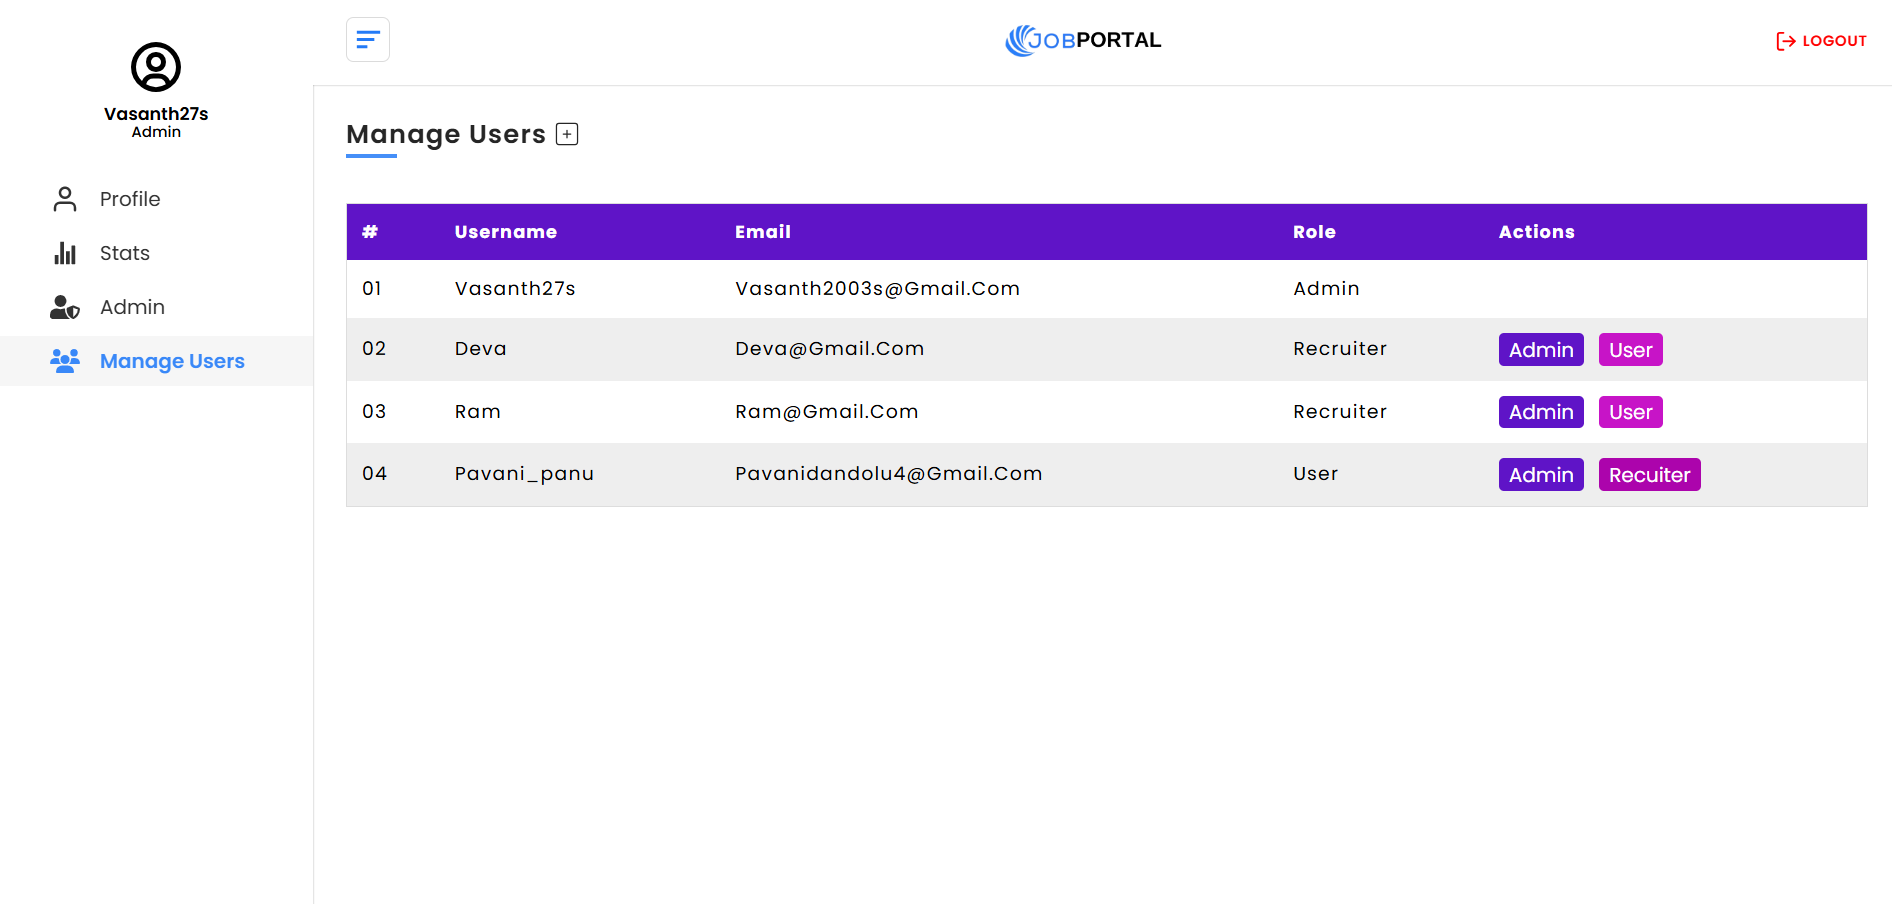 Vasanth27s
Admin
Profile
Stats
Admin
Manage Users
JOBPORTAL
LOGOUT
Manage Users
# Username Email Role Actions
01 Vasanth27s Vasanth2003s@Gmail.Com Admin
02 Deva Deva@Gmail.Com Recruiter Admin User
03 Ram Ram@Gmail.Com Recruiter Admin User
04 Pavani_panu Pavanidandolu4@Gmail.Com User Admin Recuiter